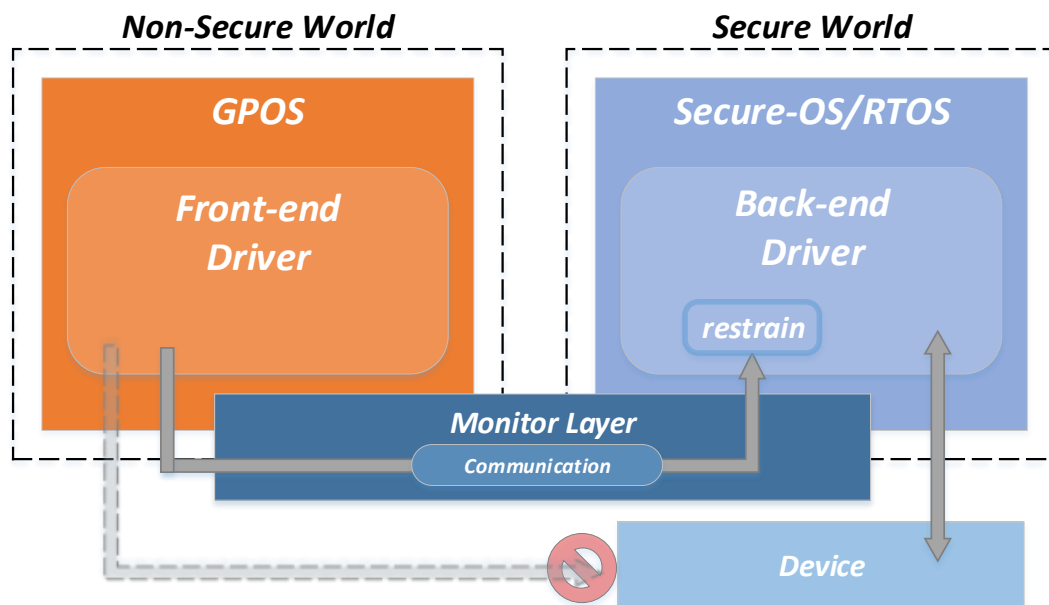 Non-Secure World
Secure World
GPOS
Secure-OS/RTOS
Front-end
Driver
Back-end
Driver
restrain
Monitor Layer
Communication
Device